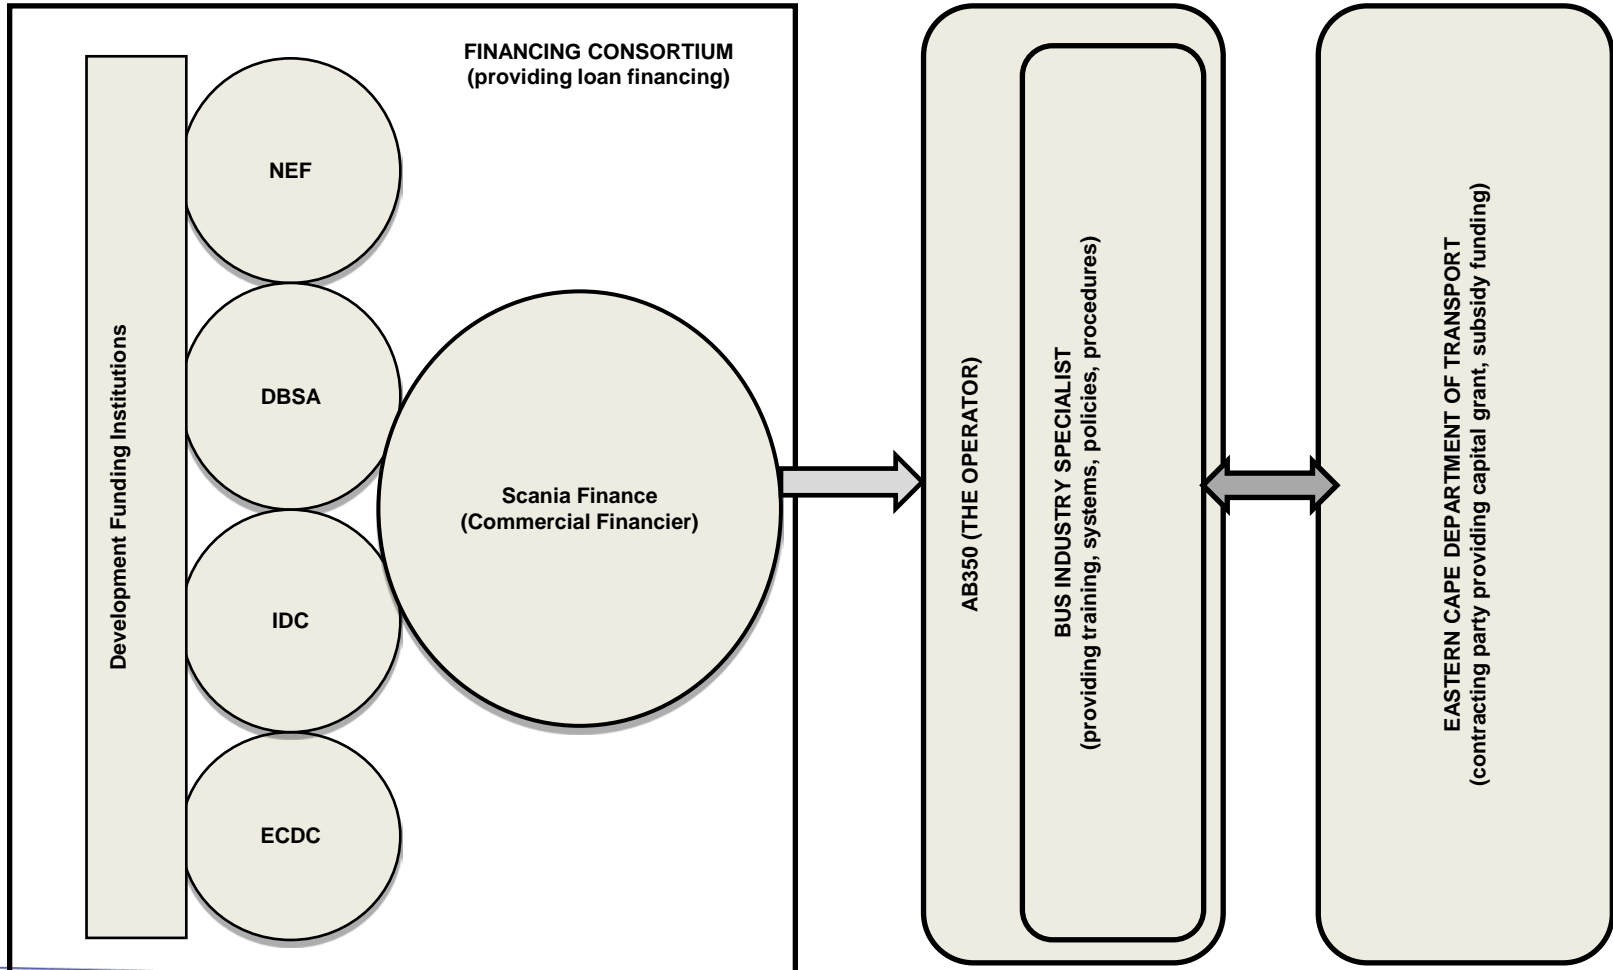 FINANCING CONSORTIUM
(providing loan financing)
Development Funding Institutions
NEF
DBSA
IDC
ECDC
Scania Finance
(Commercial Financier)
AB350 (THE OPERATOR)
BUS INDUSTRY SPECIALIST
(providing training, systems, policies, procedures)
EASTERN CAPE DEPARTMENT OF TRANSPORT
(contracting party providing capital grant, subsidy funding)